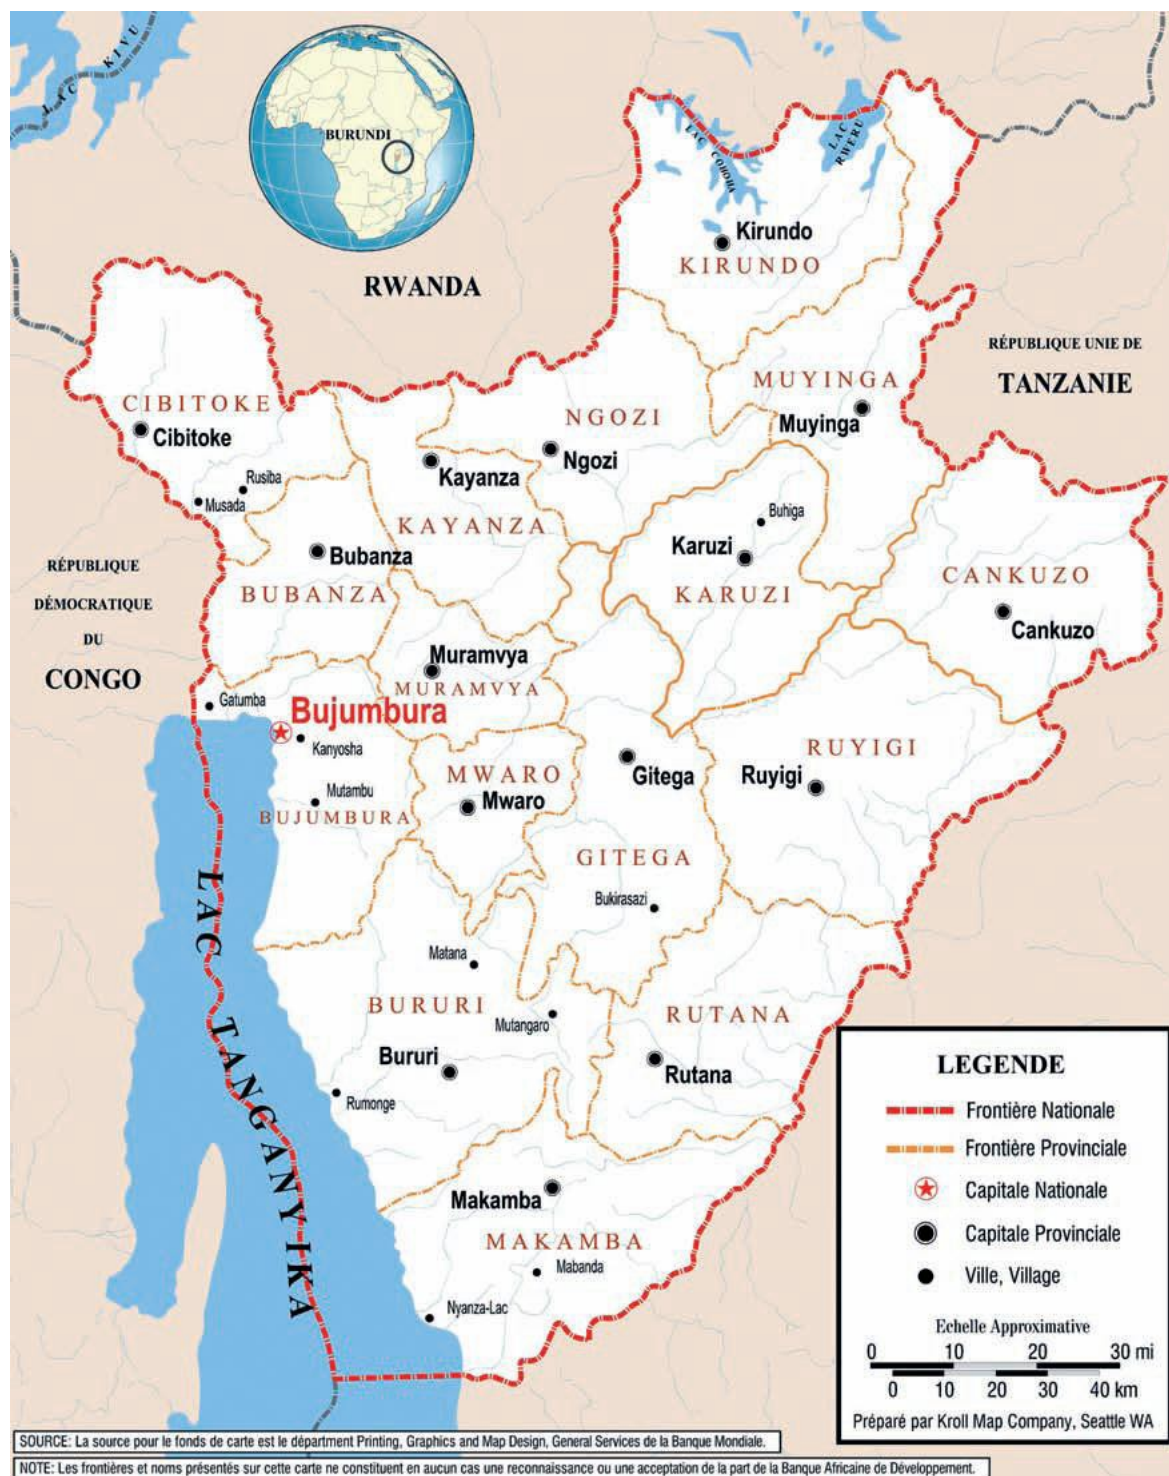 LAC KIVU
BURUNDI
LAC COHOHA
LAC RWERU
Kirundo
KIRUNDO
RWANDA
RÉPUBLIQUE UNIE DE
TANZANIE
MUYINGA
Muyinga
CIBITOKE
Cibitoke
NGOZI
Ngozi
Kayanza
KAYANZA
Rusiba
Musada
Buhiga
Karuzi
KARUZI
Bubanza
BUBANZA
CANKUZO
Cankuzo
RÉPUBLIQUE
DÉMOCRATIQUE
DU
CONGO
Muramvya
MURAMVYA
Gatumba
Bujumbura
Kanyosha
Mutambu
BUJUMBURA
MWARO
Mwaro
Gitega
GITEGA
RUYIGI
Ruyigi
Bukirasazi
Matana
BURURI
Mutangaro
Bururi
RUTANA
Rutana
Rumonge
LAC TANGANYIKA
Makamba
MAKAMBA
Mabanda
Nyanza-Lac
LEGENDE
Frontière Nationale
Frontière Provinciale
Capitale Nationale
Capitale Provinciale
Ville, Village
Echelle Approximative
0 10 20 30 mi
0 10 20 30 40 km
Préparé par Kroll Map Company, Seattle WA
SOURCE: La source pour le fonds de carte est le départment Printing, Graphics and Map Design, General Services de la Banque Mondiale.
NOTE: Les frontières et noms présentés sur cette carte ne constituent en aucun cas une reconnaissance ou une acceptation de la part de la Banque Africaine de Développement.